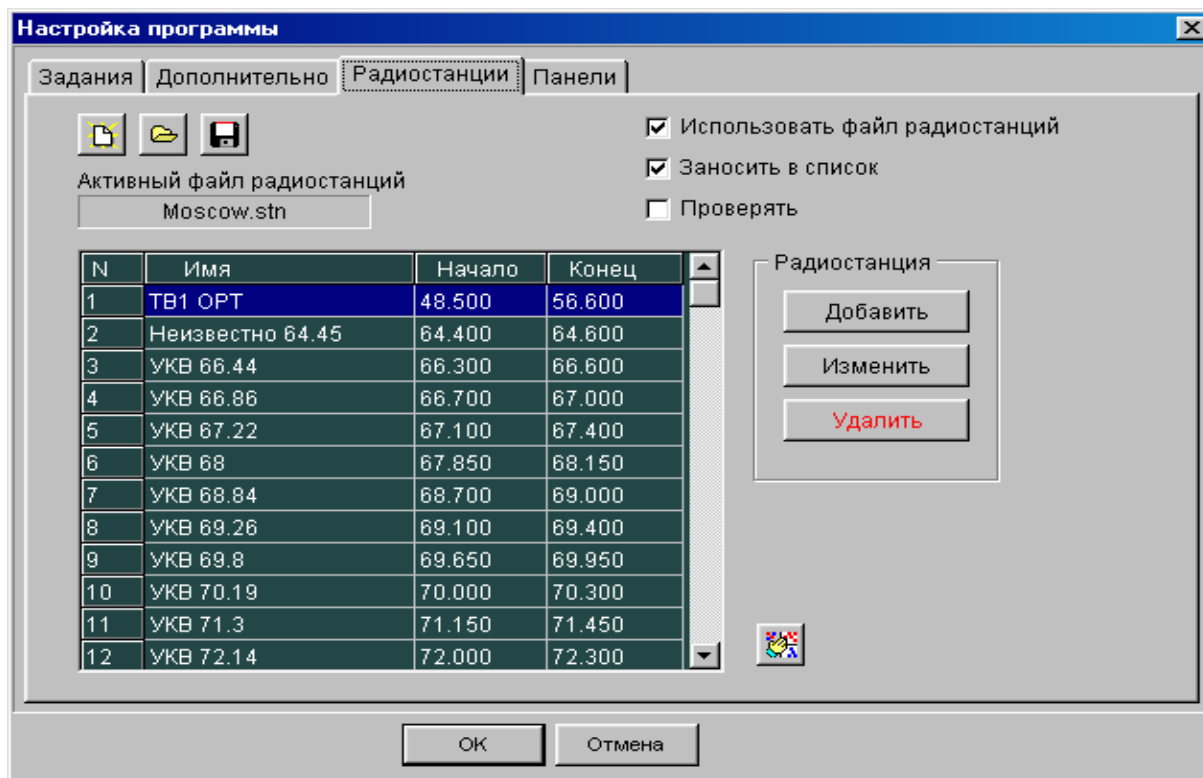 Настройка программы
Задания Дополнительно Радиостанции Панели
Использовать файл радиостанций
Заносить в список
Активный файл радиостанций
Moscow.stn
Проверять
N Имя Начало Конец
1 ТВ1 ОРТ 48.500 56.600
2 Неизвестно 64.45 64.400 64.600
3 УКВ 66.44 66.300 66.600
4 УКВ 66.86 66.700 67.000
5 УКВ 67.22 67.100 67.400
6 УКВ 68 67.850 68.150
7 УКВ 68.84 68.700 69.000
8 УКВ 69.26 69.100 69.400
9 УКВ 69.8 69.650 69.950
10 УКВ 70.19 70.000 70.300
11 УКВ 71.3 71.150 71.450
12 УКВ 72.14 72.000 72.300
Радиостанция
Добавить
Изменить
Удалить
OK Отмена